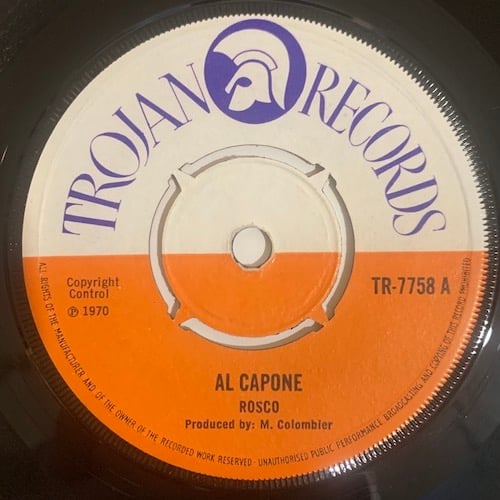 TROJAN RECORDS
Copyright
Control
℗ 1970
TR-7758 A
AL CAPONE
ROSCO
Produced by: M. Colombier
ALL RIGHTS OF THE MANUFACTURER AND OF THE OWNER OF THE RECORDED WORK RESERVED · UNAUTHORISED PUBLIC PERFORMANCE BROADCASTING AND COPYING OF THIS RECORD PROHIBITED